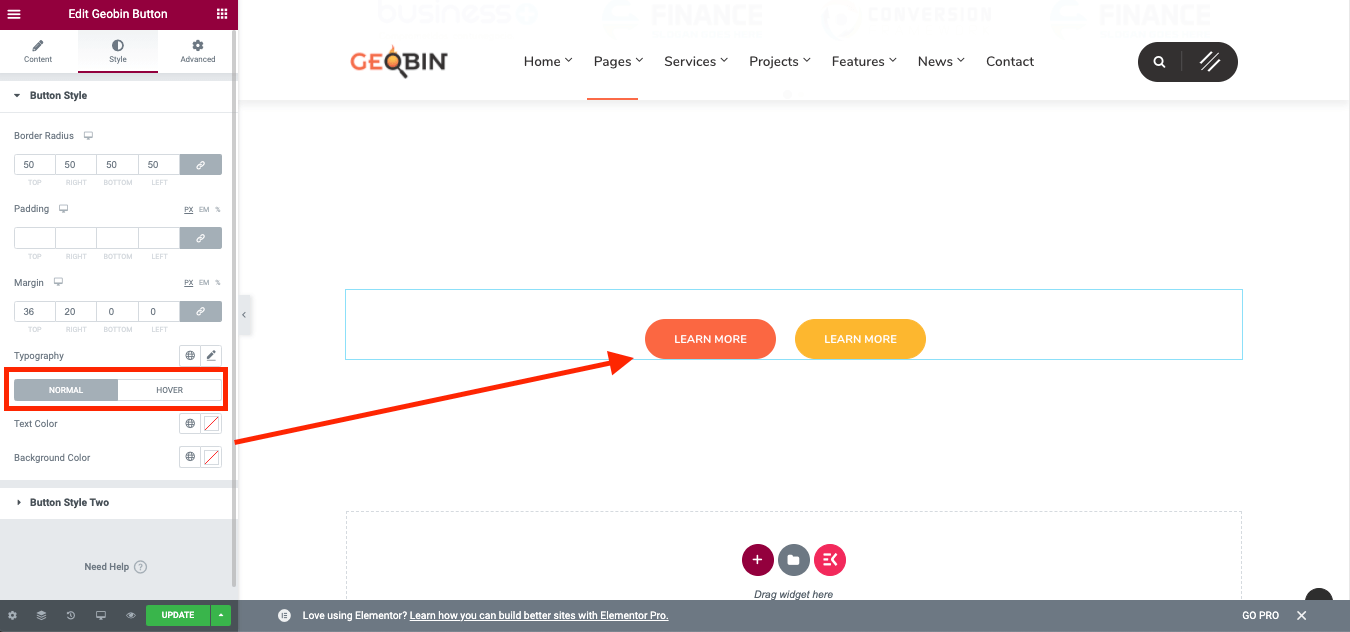 Edit Geobin Button
Content
Style
Advanced
Button Style
Border Radius
50 50 50 50
TOP RIGHT BOTTOM LEFT
Padding
PX EM %
TOP RIGHT BOTTOM LEFT
Margin
PX EM %
36 20 0 0
TOP RIGHT BOTTOM LEFT
Typography
NORMAL HOVER
Text Color
Background Color
Button Style Two
Need Help ?
UPDATE
business
FINANCE
CONVERSION
FINANCE
GEOBIN
Home Pages Services Projects Features News Contact
LEARN MORE LEARN MORE
Drag widget here
Love using Elementor? Learn how you can build better sites with Elementor Pro.
GO PRO